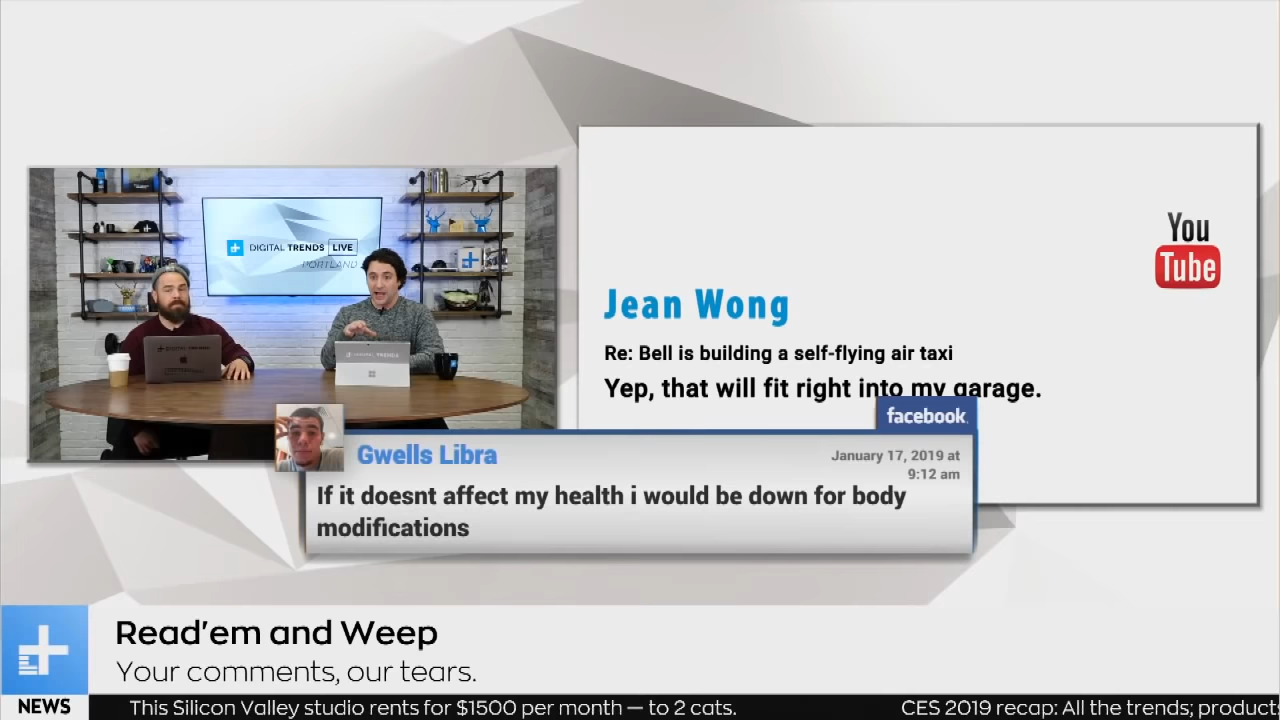 DIGITAL TRENDS LIVE
PORTLAND
You
Tube
Jean Wong
Re: Bell is building a self-flying air taxi
Yep, that will fit right into my garage.
facebook
Gwells Libra
January 17, 2019 at
9:12 am
If it doesnt affect my health i would be down for body
modifications
Read'em and Weep
Your comments, our tears.
NEWS
This Silicon Valley studio rents for $1500 per month — to 2 cats.
CES 2019 recap: All the trends; product